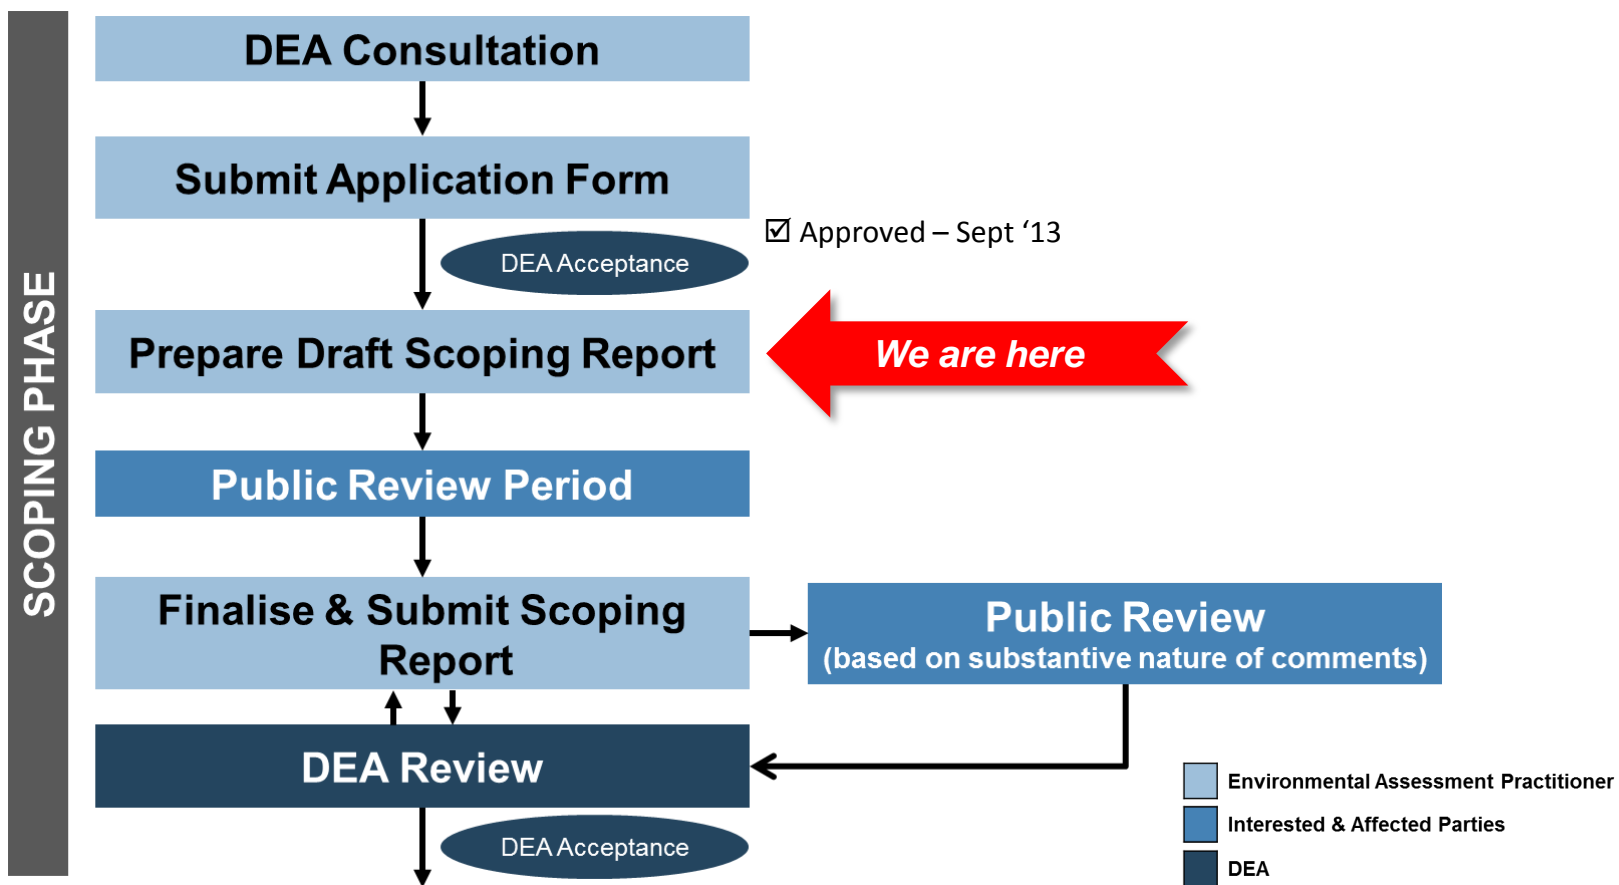 SCOPING PHASE
DEA Consultation
Submit Application Form
☑ Approved – Sept ‘13
DEA Acceptance
Prepare Draft Scoping Report
We are here
Public Review Period
Finalise & Submit Scoping
Report
Public Review
(based on substantive nature of comments)
DEA Review
DEA Acceptance
Environmental Assessment Practitioner
Interested & Affected Parties
DEA